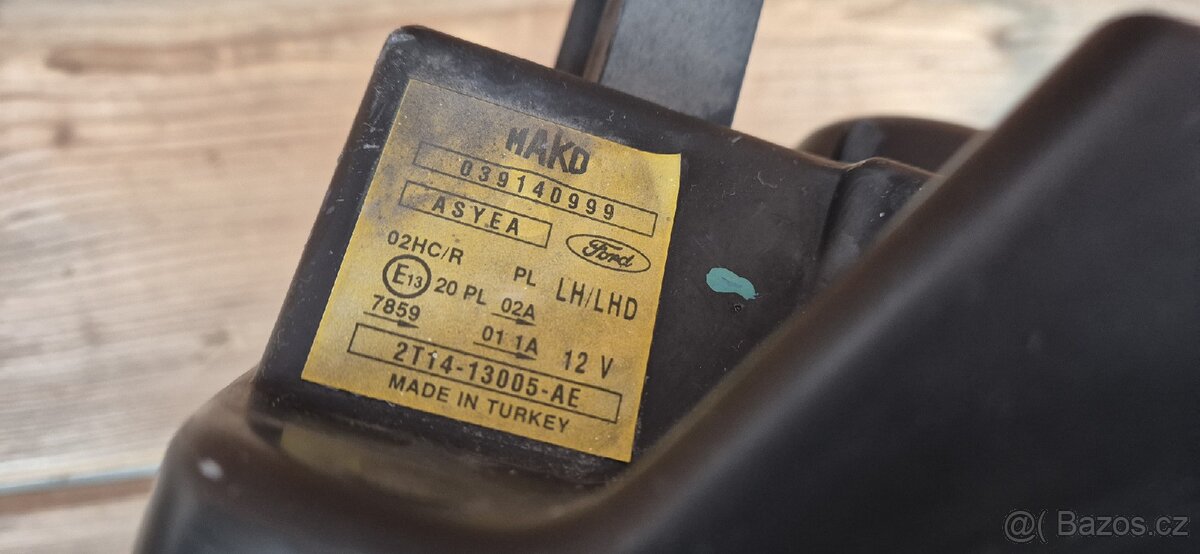 MAKO
039140999
ASYEA
Ford
02HC/R PL LH/LHD
E13 20 PL 02A
7859 01 1A 12 V
2T14-13005-AE
MADE IN TURKEY
@( Bazos.cz